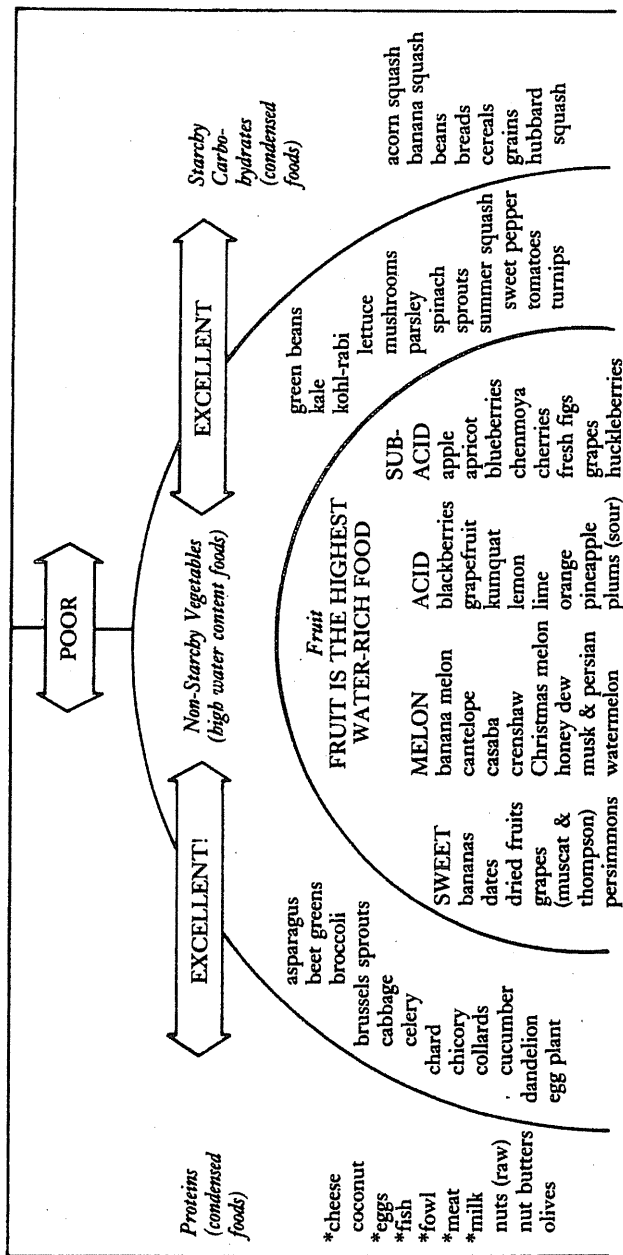 POOR
EXCELLENT!
EXCELLENT
Proteins
(condensed
foods)
*cheese
coconut
*eggs
*fish
*fowl
*meat
*milk
nuts (raw)
nut butters
olives
Non-Starchy Vegetables
(high water content foods)
asparagus
beet greens
broccoli
brussels sprouts
cabbage
celery
chard
chicory
collards
cucumber
dandelion
egg plant
green beans
kale
kohl-rabi
lettuce
mushrooms
parsley
spinach
sprouts
summer squash
sweet pepper
tomatoes
turnips
Starchy
Carbo-
hydrates
(condensed
foods)
acorn squash
banana squash
beans
breads
cereals
grains
hubbard
squash
Fruit
FRUIT IS THE HIGHEST
WATER-RICH FOOD
SWEET
bananas
dates
dried fruits
grapes
(muscat &
thompson)
persimmons
MELON
banana melon
cantelope
casaba
crenshaw
Christmas melon
honey dew
musk & persian
watermelon
ACID
blackberries
grapefruit
kumquat
lemon
lime
orange
pineapple
plums (sour)
SUB-
ACID
apple
apricot
blueberries
chenmoya
cherries
fresh figs
grapes
huckleberries